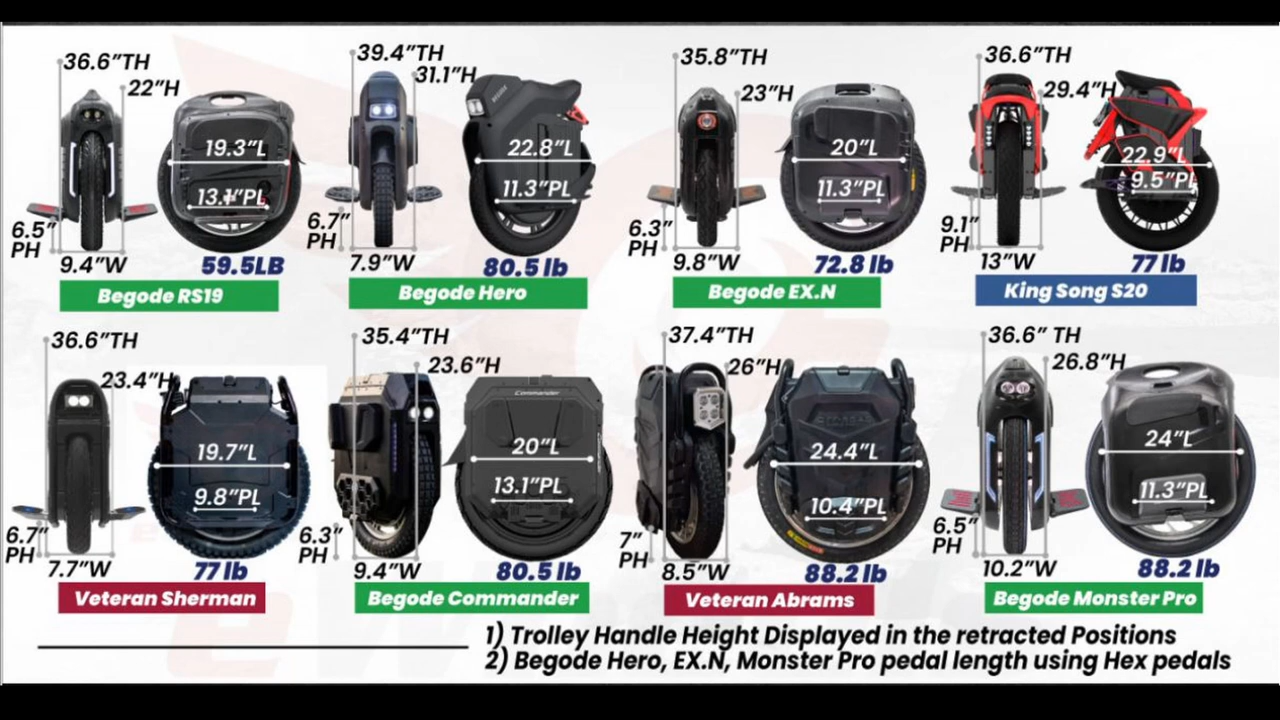 36.6”TH
22”H
19.3”L
13.1”PL
6.5”
PH
9.4”W
59.5LB
Begode RS19
39.4”TH
31.1”H
22.8”L
11.3”PL
6.7”
PH
7.9”W
80.5 lb
Begode Hero
35.8”TH
23”H
20”L
11.3”PL
6.3”
PH
9.8”W
72.8 lb
Begode EX.N
36.6”TH
29.4”H
22.9”L
9.5”PL
9.1”
PH
13”W
77 lb
King Song S20
36.6”TH
23.4”H
19.7”L
9.8”PL
6.7”
PH
7.7”W
77 lb
Veteran Sherman
35.4”TH
23.6”H
Commander
20”L
13.1”PL
6.3”
PH
9.4”W
80.5 lb
Begode Commander
37.4”TH
26”H
24.4”L
10.4”PL
7”
PH
8.5”W
88.2 lb
Veteran Abrams
36.6” TH
26.8”H
24”L
11.3”PL
6.5”
PH
10.2”W
88.2 lb
Begode Monster Pro
1) Trolley Handle Height Displayed in the retracted Positions
2) Begode Hero, EX.N, Monster Pro pedal length using Hex pedals